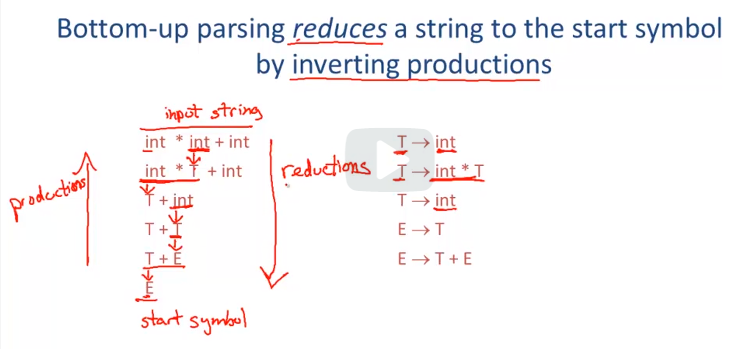 Bottom-up parsing reduces a string to the start symbol
by inverting productions
input string
int * int + int
int * T + int
T + int
T + T
T + E
E
start symbol
productions
reductions
T → int
T → int * T
T → int
E → T
E → T + E